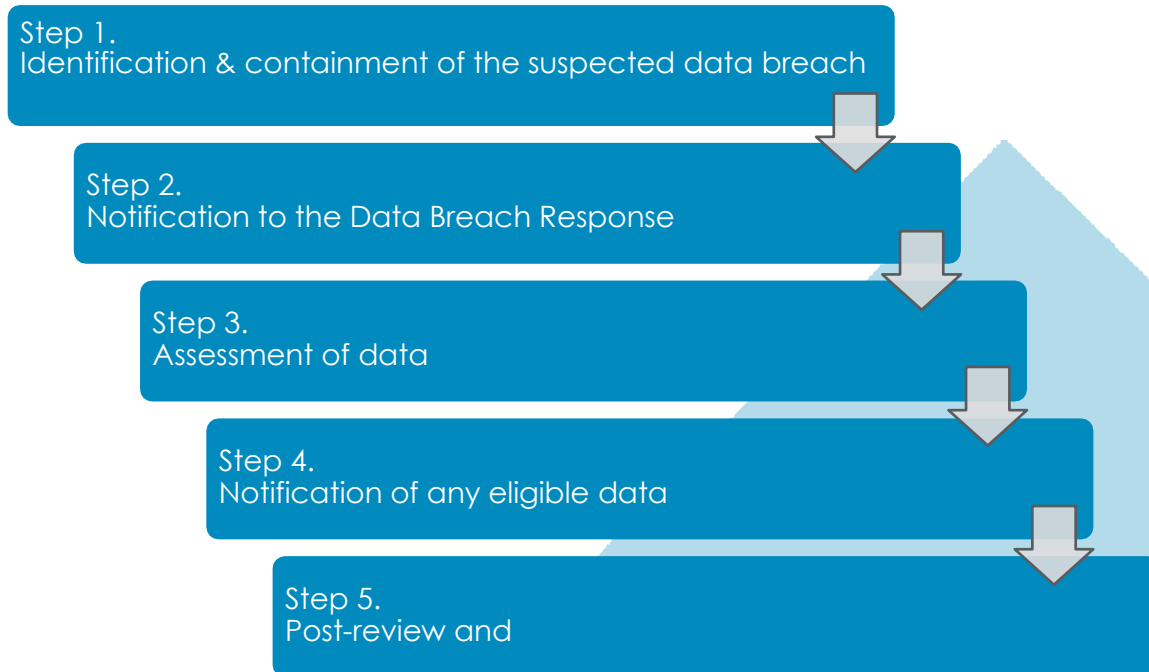 Step 1.
Identification & containment of the suspected data breach
Step 2.
Notification to the Data Breach Response
Step 3.
Assessment of data
Step 4.
Notification of any eligible data
Step 5.
Post-review and